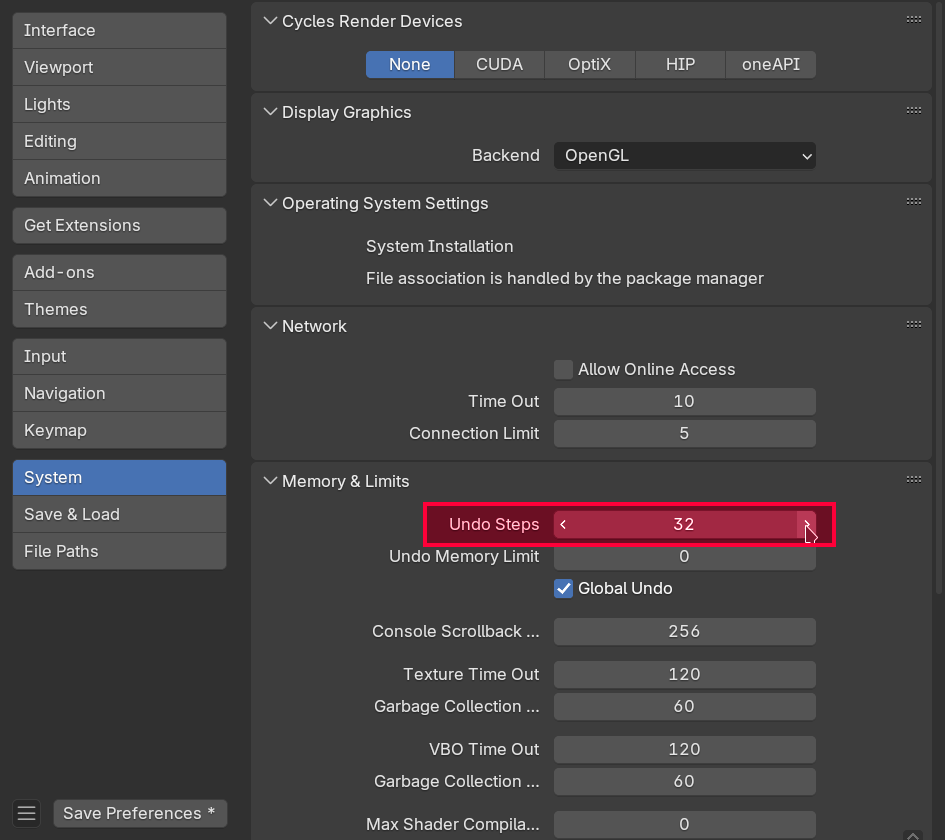 Interface
Viewport
Lights
Editing
Animation
Get Extensions
Add-ons
Themes
Input
Navigation
Keymap
System
Save & Load
File Paths
Save Preferences *
Cycles Render Devices
None CUDA OptiX HIP oneAPI
Display Graphics
Backend OpenGL
Operating System Settings
System Installation
File association is handled by the package manager
Network
Allow Online Access
Time Out 10
Connection Limit 5
Memory & Limits
Undo Steps 32
Undo Memory Limit 0
Global Undo
Console Scrollback ... 256
Texture Time Out 120
Garbage Collection ... 60
VBO Time Out 120
Garbage Collection ... 60
Max Shader Compila... 0